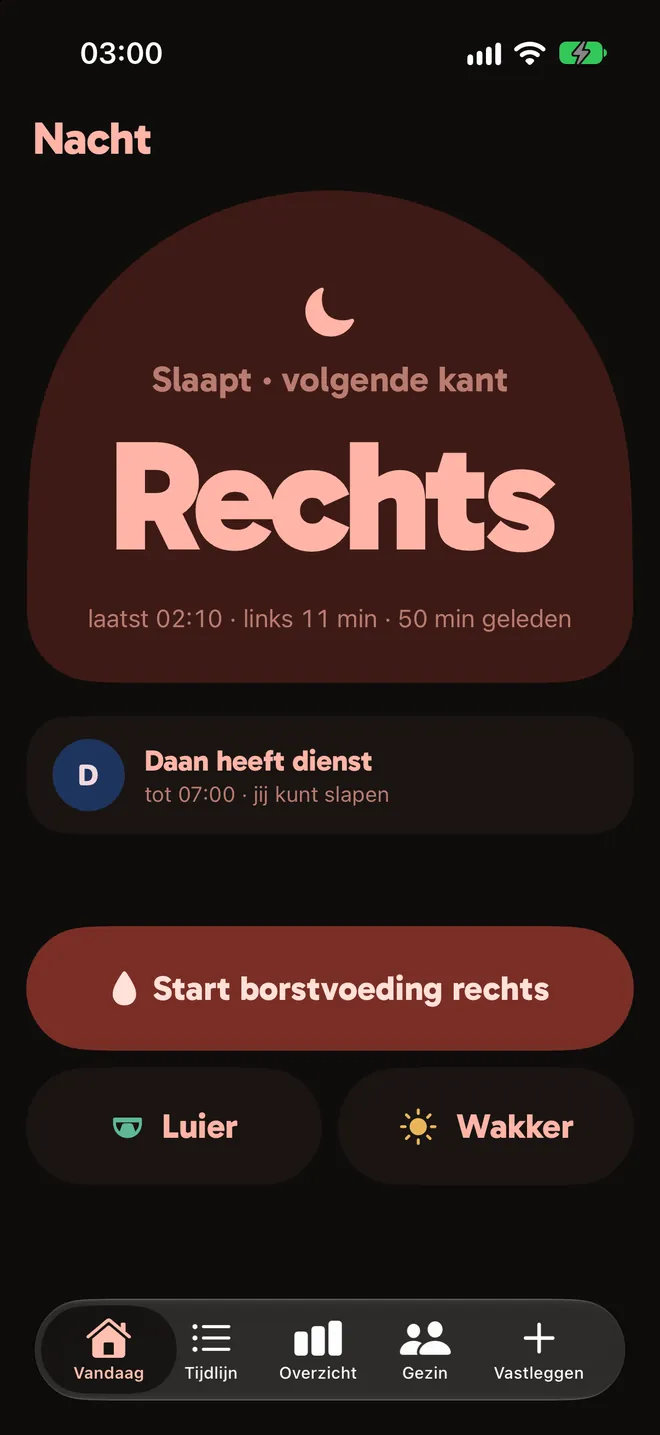 03:00
Nacht
Slaapt · volgende kant
Rechts
laatst 02:10 · links 11 min · 50 min geleden
D
Daan heeft dienst
tot 07:00 · jij kunt slapen
Start borstvoeding rechts
Luier
Wakker
Vandaag
Tijdlijn
Overzicht
Gezin
Vastleggen